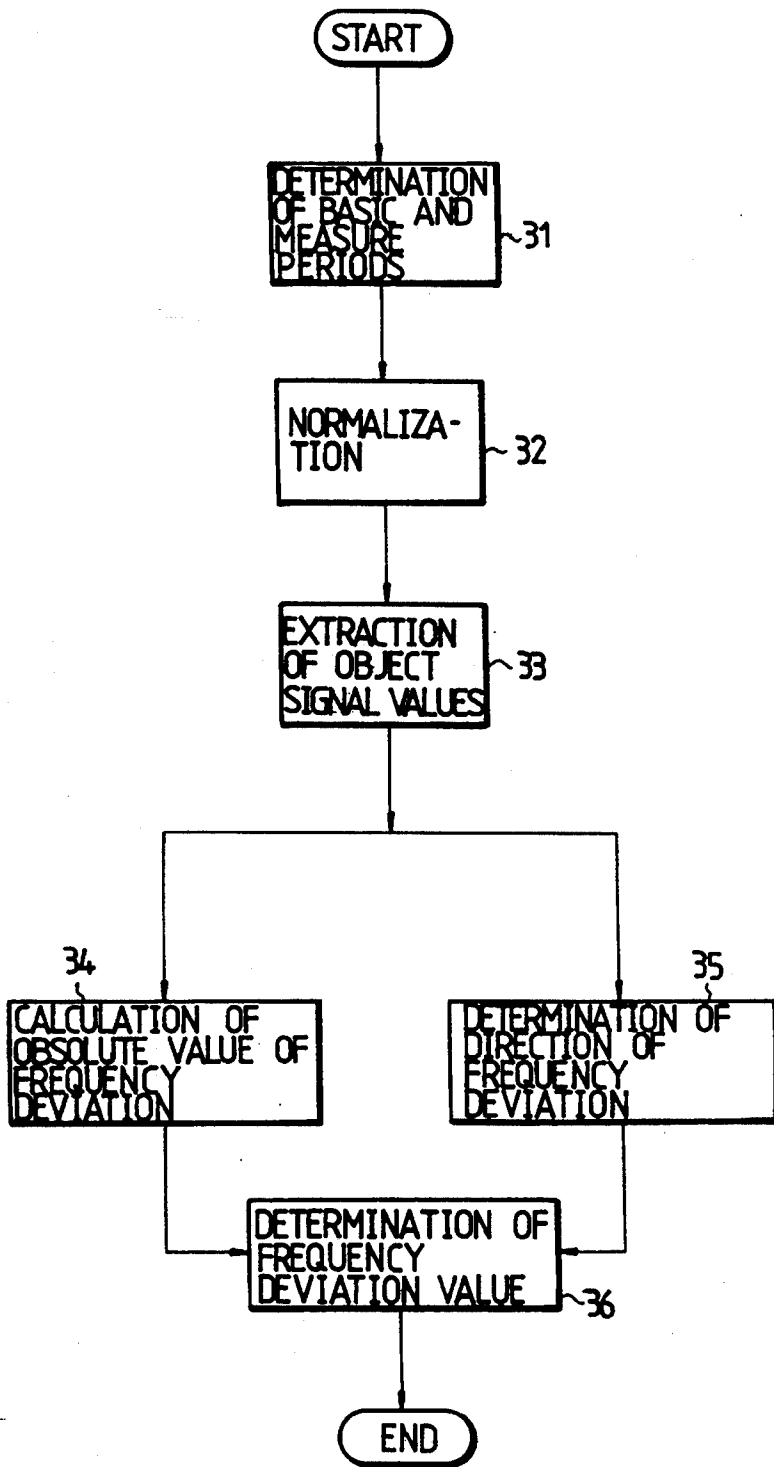 START
DETERMINATION
OF BASIC AND
MEASURE
PERIODS
31
NORMALIZA-
TION
32
EXTRACTION
OF OBJECT
SIGNAL VALUES
33
34
CALCULATION OF
OBSOLUTE VALUE OF
FREQUENCY
DEVIATION
35
DETERMINATION OF
DIRECTION OF
FREQUENCY
DEVIATION
DETERMINATION OF
FREQUENCY
DEVIATION VALUE
36
END